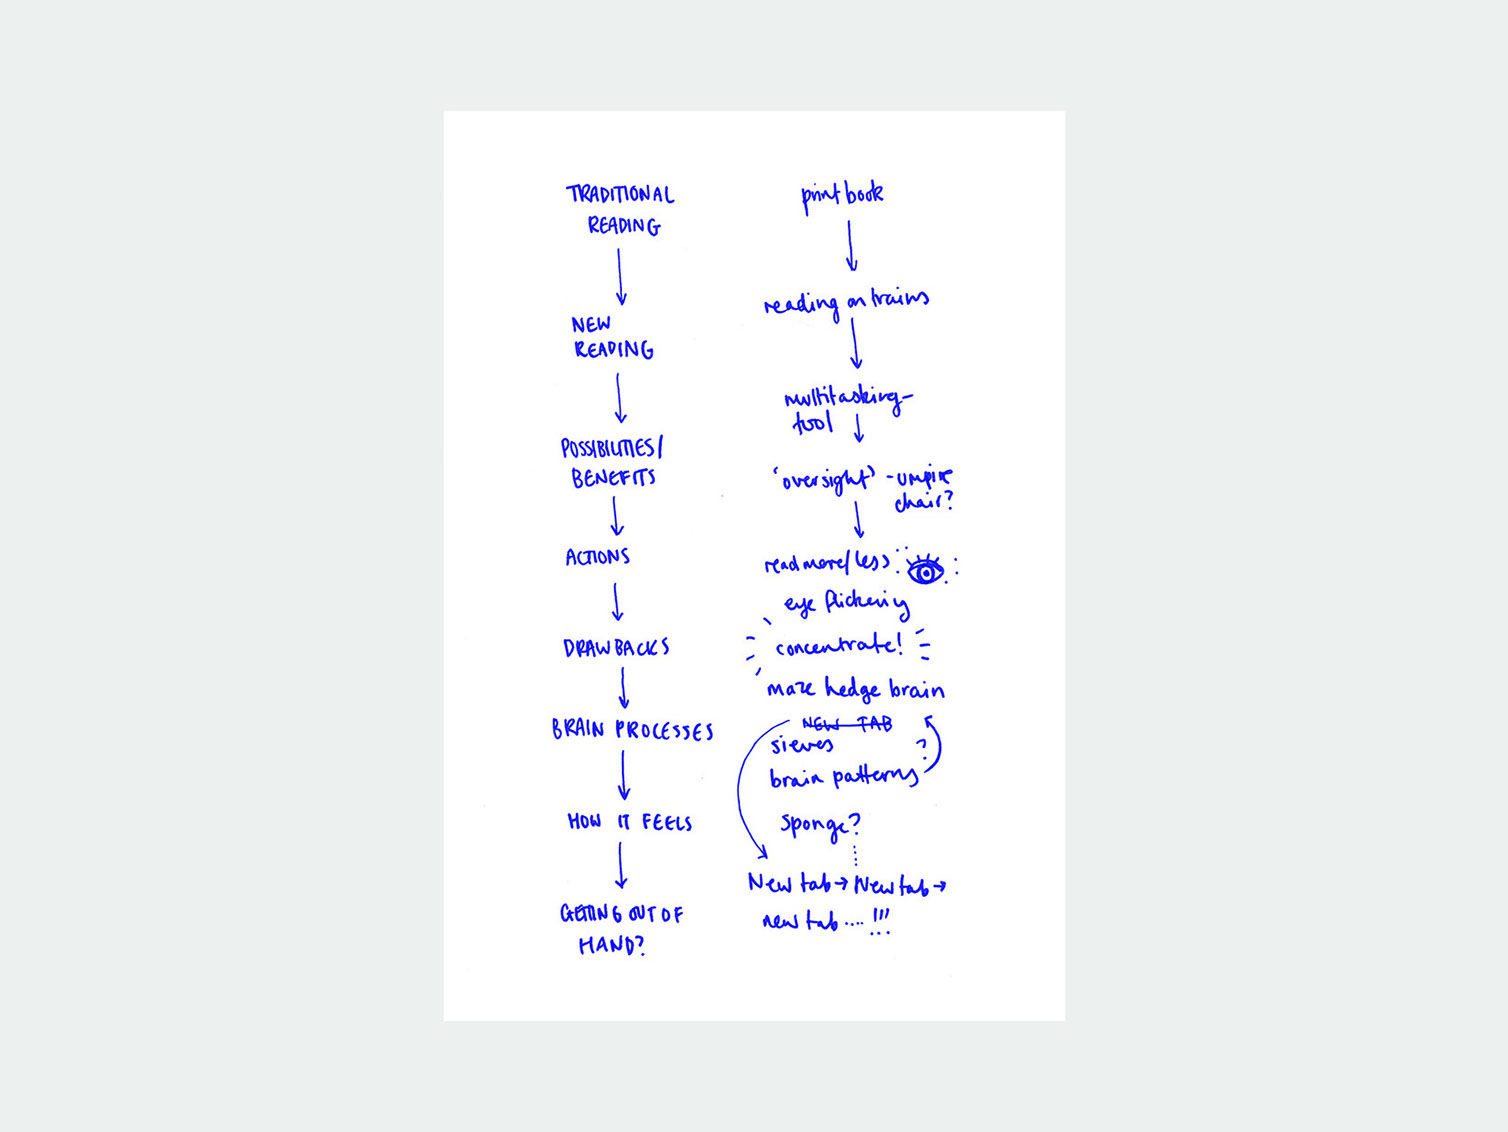 TRADITIONAL
READING
NEW
READING
POSSIBILITIES/
BENEFITS
ACTIONS
DRAWBACKS
BRAIN PROCESSES
HOW IT FEELS
GETTING OUT OF
HAND?
print book
reading on trains
multitasking-
tool
'oversight' - umpire
chair?
read more/less
eye flickering
concentrate!
maze hedge brain
NEW TAB
sieves ?
brain patterns
sponge?
New tab → New tab →
new tab .... !!!